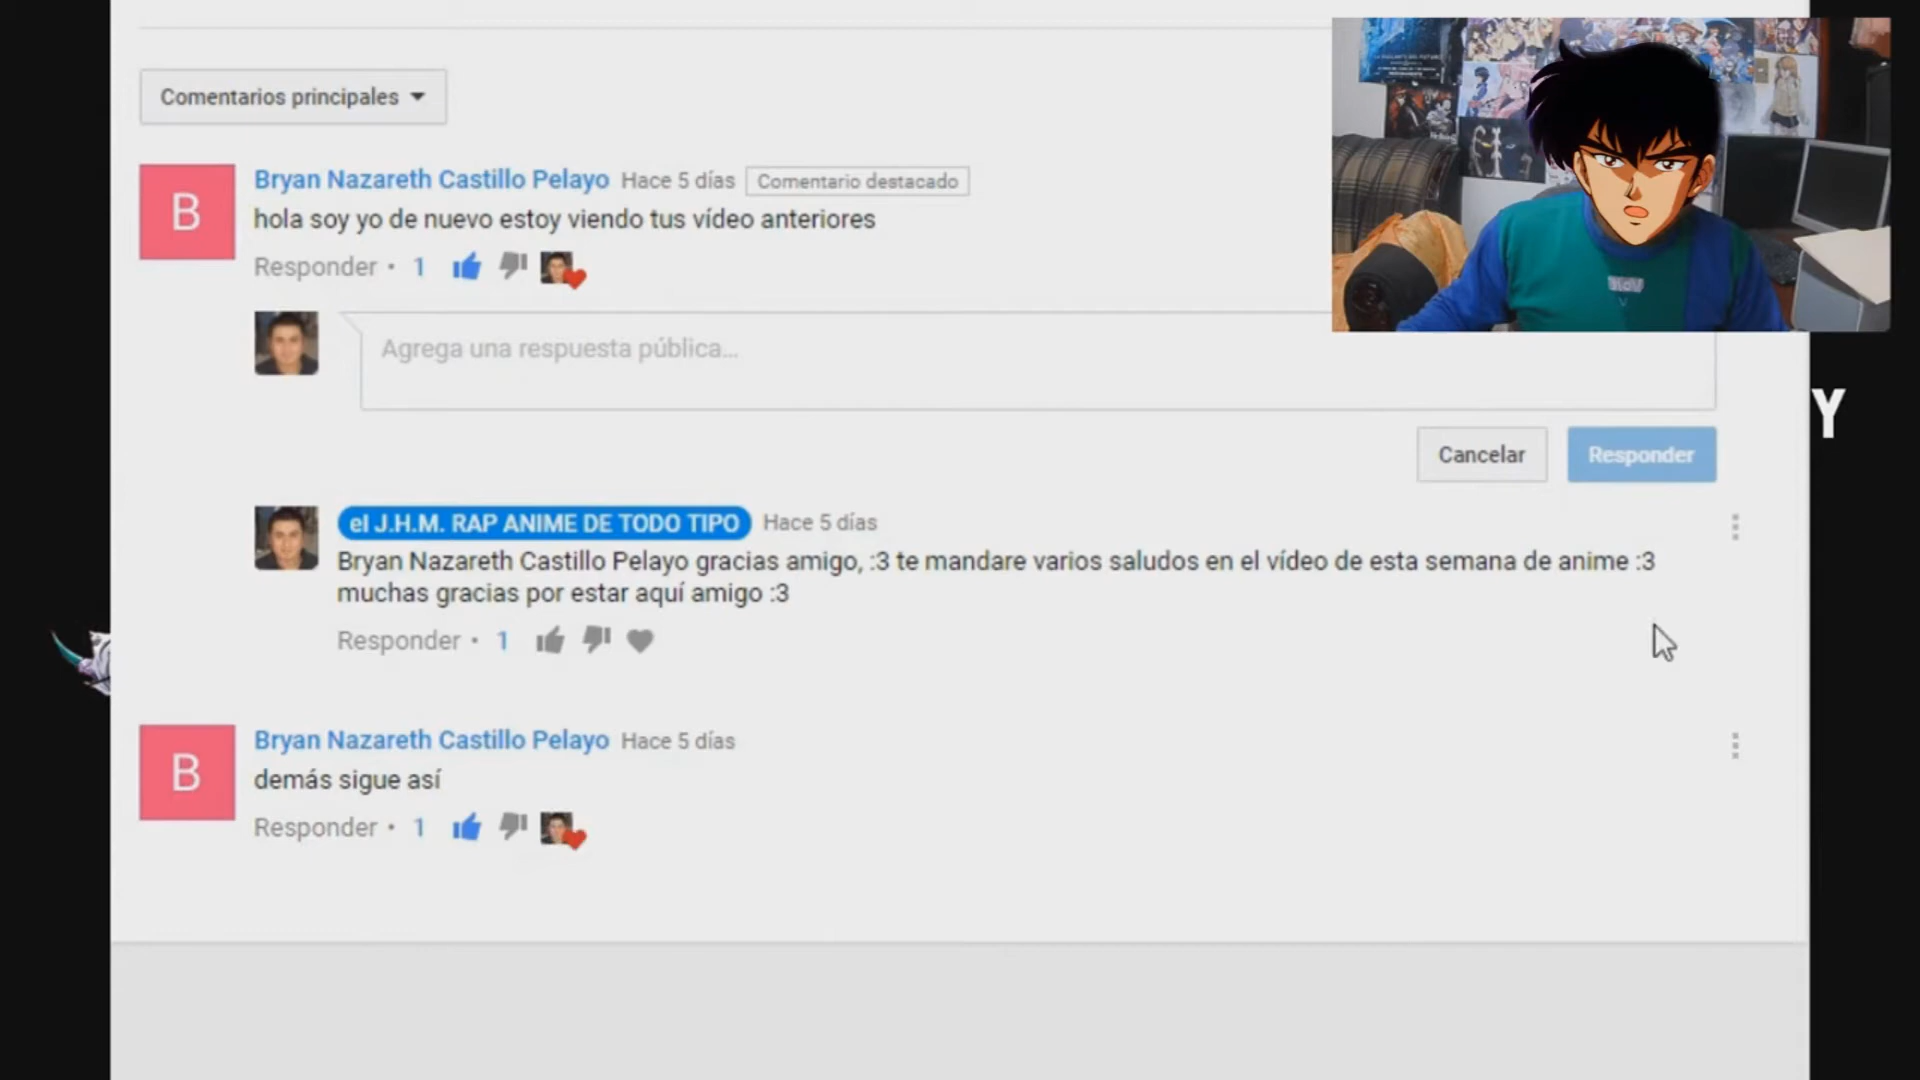 Comentarios principales
Bryan Nazareth Castillo Pelayo Hace 5 días Comentario destacado
hola soy yo de nuevo estoy viendo tus vídeo anteriores
Responder • 1
Agrega una respuesta pública...
Cancelar Responder
Y
el J.H.M. RAP ANIME DE TODO TIPO Hace 5 días
Bryan Nazareth Castillo Pelayo gracias amigo, :3 te mandare varios saludos en el vídeo de esta semana de anime :3
muchas gracias por estar aquí amigo :3
Responder • 1
Bryan Nazareth Castillo Pelayo Hace 5 días
demás sigue así
Responder • 1
B
B